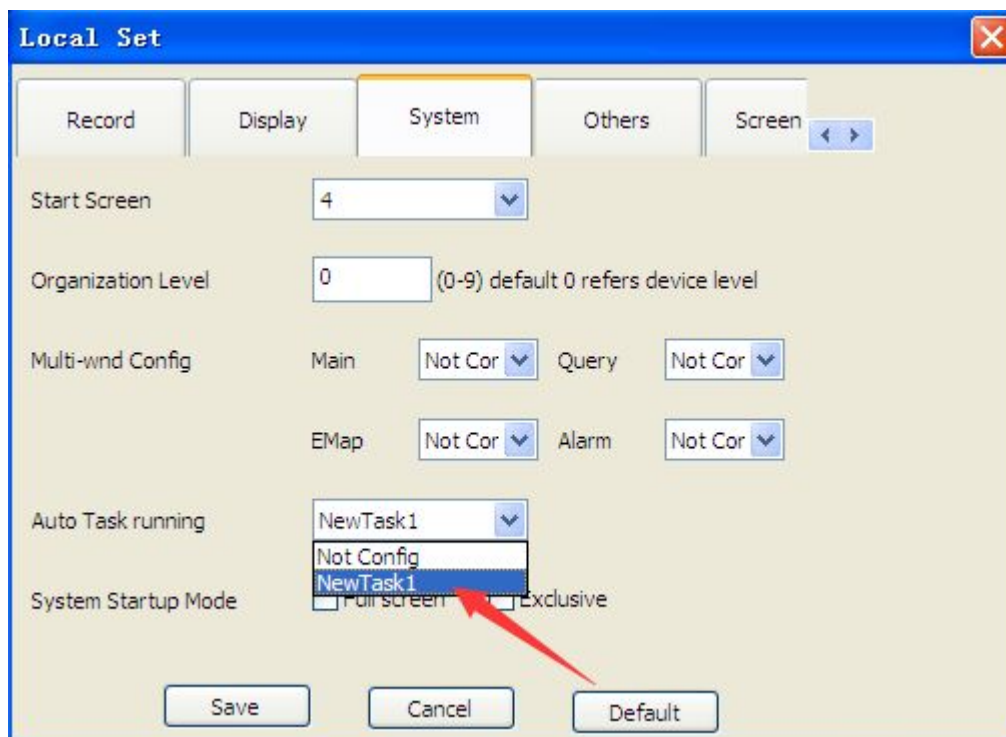 Local Set
Record Display System Others Screen
Start Screen 4
Organization Level 0 (0-9) default 0 refers device level
Multi-wnd Config Main Not Cor Query Not Cor
EMap Not Cor Alarm Not Cor
Auto Task running NewTask1
Not Config
NewTask1
System Startup Mode Full screen Exclusive
Save Cancel Default